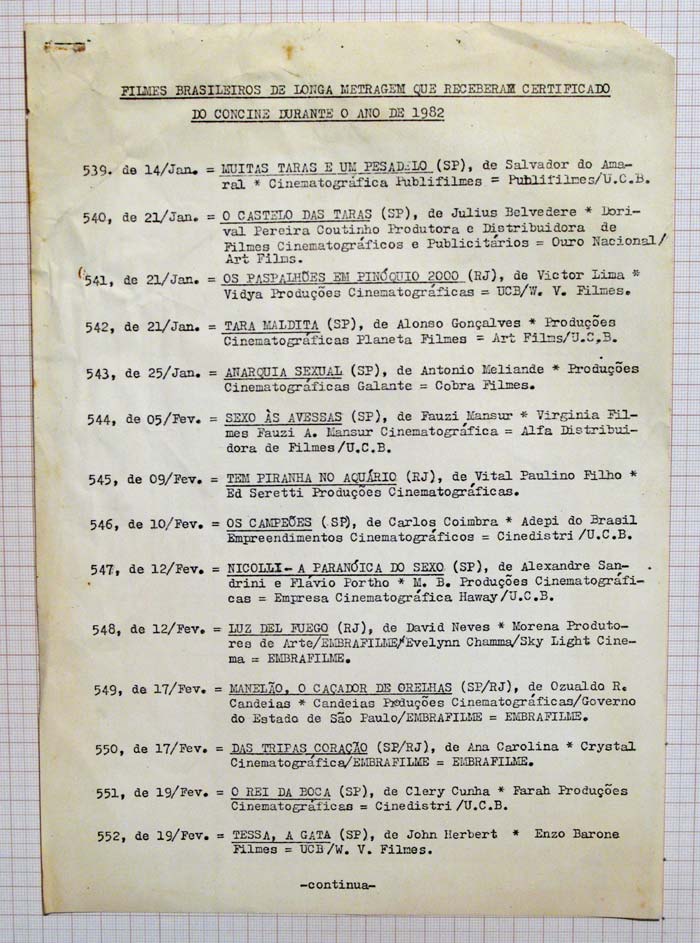 FILMES BRASILEIROS DE LONGA METRAGEM QUE RECEBERAM CERTIFICADO
DO CONCINE DURANTE O ANO DE 1982
539. de 14/Jan. = MUITAS TARAS E UM PESADELO (SP), de Salvador do Ama-
ral * Cinematográfica Publifilmes = Publifilmes/U.C.B.
540, de 21/Jan. = O CASTELO DAS TARAS (SP), de Julius Belvedere * Dori-
val Pereira Coutinho Produtora e Distribuidora de
Filmes Cinematográficos e Publicitários = Ouro Nacional/
Art Films.
541, de 21/Jan. = OS PASPALHÕES EM PINÓQUIO 2000 (RJ), de Victor Lima *
Vidya Produções Cinematográficas = UCB/W. V. Filmes.
542, de 21/Jan. = TARA MALDITA (SP), de Alonso Gonçalves * Produções
Cinematográficas Planeta Filmes = Art Films/U.C.B.
543, de 25/Jan. = ANARQUIA SEXUAL (SP), de Antonio Meliande * Produções
Cinematográficas Galante = Cobra Filmes.
544, de 05/Fev. = SEXO ÀS AVESSAS (SP), de Fauzi Mansur * Virginia Fil-
mes Fauzi A. Mansur Cinematográfica = Alfa Distribui-
dora de Filmes/U.C.B.
545, de 09/Fev. = TEM PIRANHA NO AQUÁRIO (RJ), de Vital Paulino Filho *
Ed Seretti Produções Cinematográficas.
546, de 10/Fev. = OS CAMPEÕES (SP), de Carlos Coimbra * Adepi do Brasil
Empreendimentos Cinematográficos = Cinedistri/U.C.B.
547, de 12/Fev. = NICOLLI - A PARANÓICA DO SEXO (SP), de Alexandre San-
drini e Flávio Portho * M. B. Produções Cinematográfi-
cas = Empresa Cinematográfica Haway/U.C.B.
548, de 12/Fev. = LUZ DEL FUEGO (RJ), de David Neves * Morena Produto-
res de Arte/EMBRAFILME/Evelynn Chamma/Sky Light Cine-
ma = EMBRAFILME.
549, de 17/Fev. = MANELÃO, O CAÇADOR DE ORELHAS (SP/RJ), de Ozualdo R.
Candeias * Candeias Produções Cinematográficas/Governo
do Estado de São Paulo/EMBRAFILME = EMBRAFILME.
550, de 17/Fev. = DAS TRIPAS CORAÇÃO (SP/RJ), de Ana Carolina * Crystal
Cinematográfica/EMBRAFILME = EMBRAFILME.
551, de 19/Fev. = O REI DA BOCA (SP), de Clery Cunha * Farah Produções
Cinematográficas = Cinedistri/U.C.B.
552, de 19/Fev. = TESSA, A GATA (SP), de John Herbert * Enzo Barone
Filmes = UCB/W. V. Filmes.
-continua-